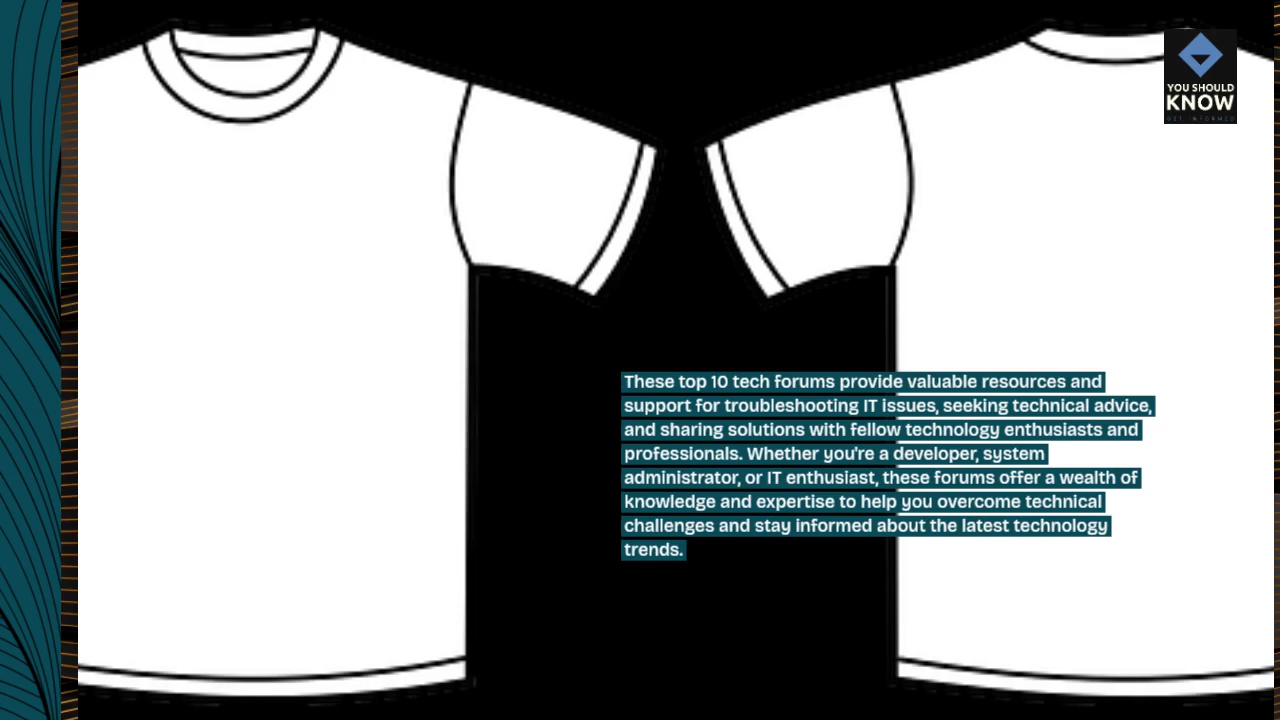 YOU SHOULD
KNOW
GET INFORMED
These top 10 tech forums provide valuable resources and
support for troubleshooting IT issues, seeking technical advice,
and sharing solutions with fellow technology enthusiasts and
professionals. Whether you're a developer, system
administrator, or IT enthusiast, these forums offer a wealth of
knowledge and expertise to help you overcome technical
challenges and stay informed about the latest technology
trends.